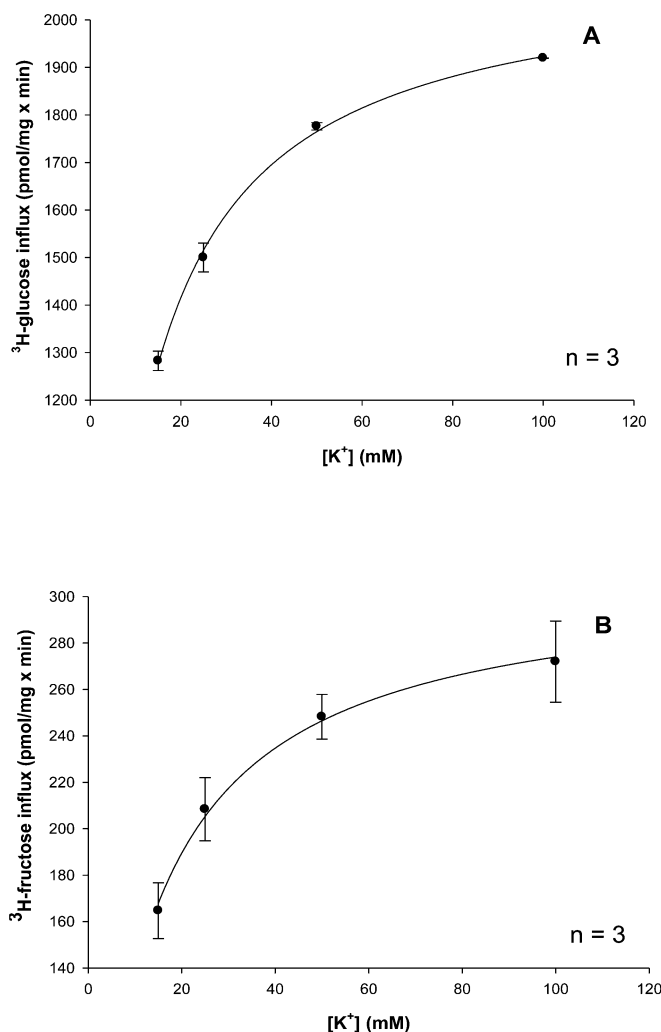 A
³H-glucose influx (pmol/mg x min)
2000
1900
1800
1700
1600
1500
1400
1300
1200
n = 3
0 20 40 60 80 100 120
[K⁺] (mM)
B
³H-fructose influx (pmol/mg x min)
300
280
260
240
220
200
180
160
140
n = 3
0 20 40 60 80 100 120
[K⁺] (mM)